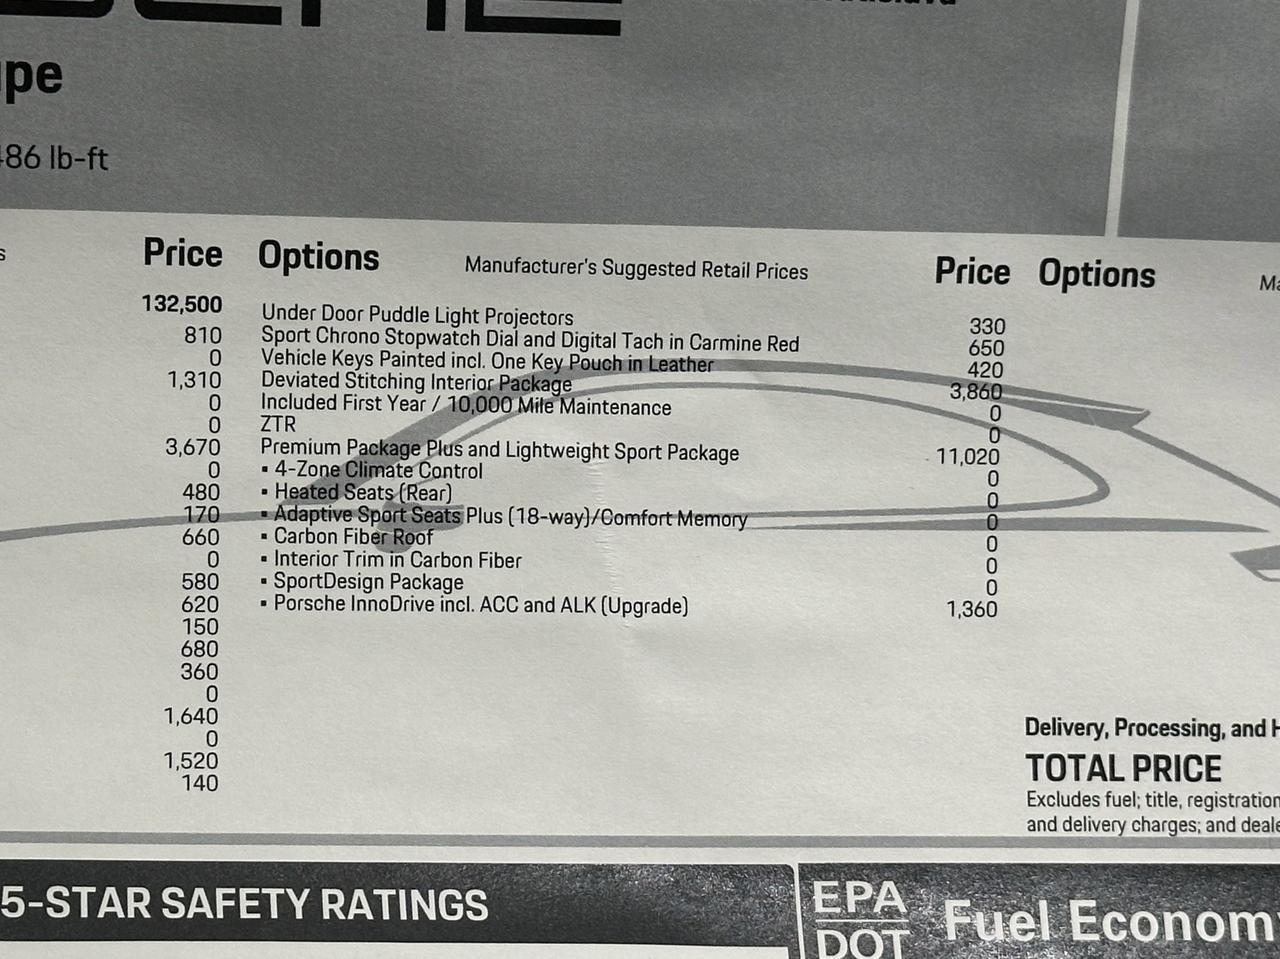 upe
486 lb-ft
Price Options Manufacturer's Suggested Retail Prices Price Options
132,500
810
0
1,310
0
0
3,670
0
480
170
660
0
580
620
150
680
360
0
1,640
0
1,520
140
Under Door Puddle Light Projectors 330
Sport Chrono Stopwatch Dial and Digital Tach in Carmine Red 650
Vehicle Keys Painted incl. One Key Pouch in Leather 420
Deviated Stitching Interior Package 3,860
Included First Year / 10,000 Mile Maintenance 0
ZTR 0
Premium Package Plus and Lightweight Sport Package 11,020
▪ 4-Zone Climate Control 0
▪ Heated Seats (Rear) 0
▪ Adaptive Sport Seats Plus (18-way)/Comfort Memory 0
▪ Carbon Fiber Roof 0
▪ Interior Trim in Carbon Fiber 0
▪ SportDesign Package 0
▪ Porsche InnoDrive incl. ACC and ALK (Upgrade) 1,360
Delivery, Processing, and H
TOTAL PRICE
Excludes fuel; title, registration
and delivery charges; and deale
5-STAR SAFETY RATINGS
EPA
DOT
Fuel Econom